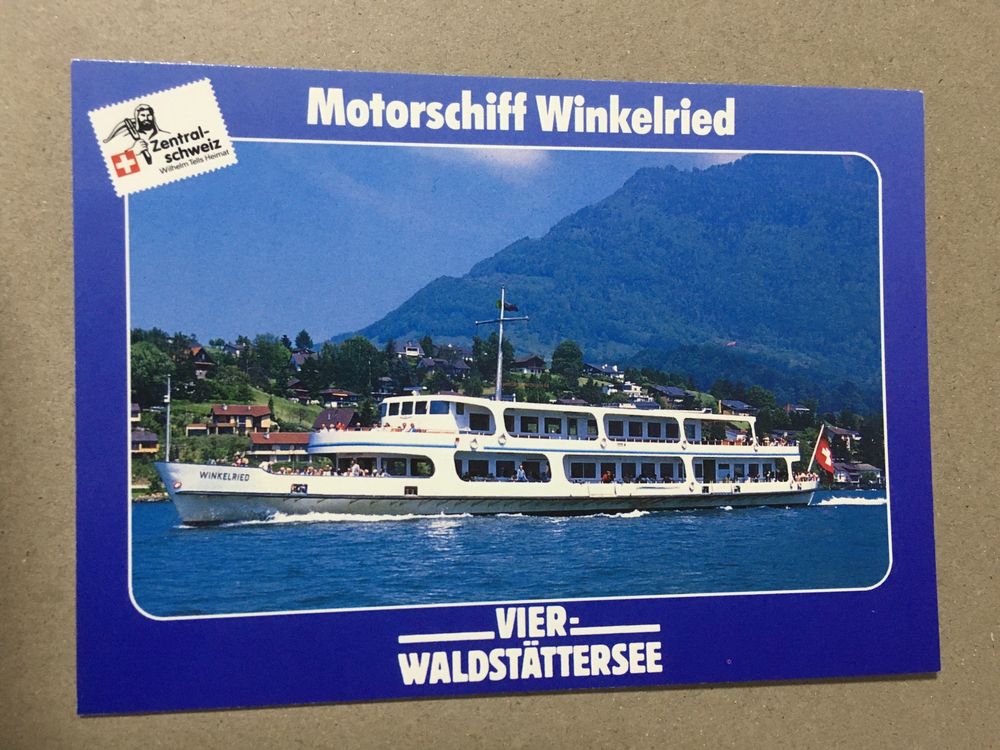 Motorschiff Winkelried
Zentral-
schweiz
Wilhelm Tells Heimat
WINKELRIED
VIER-
WALDSTÄTTERSEE